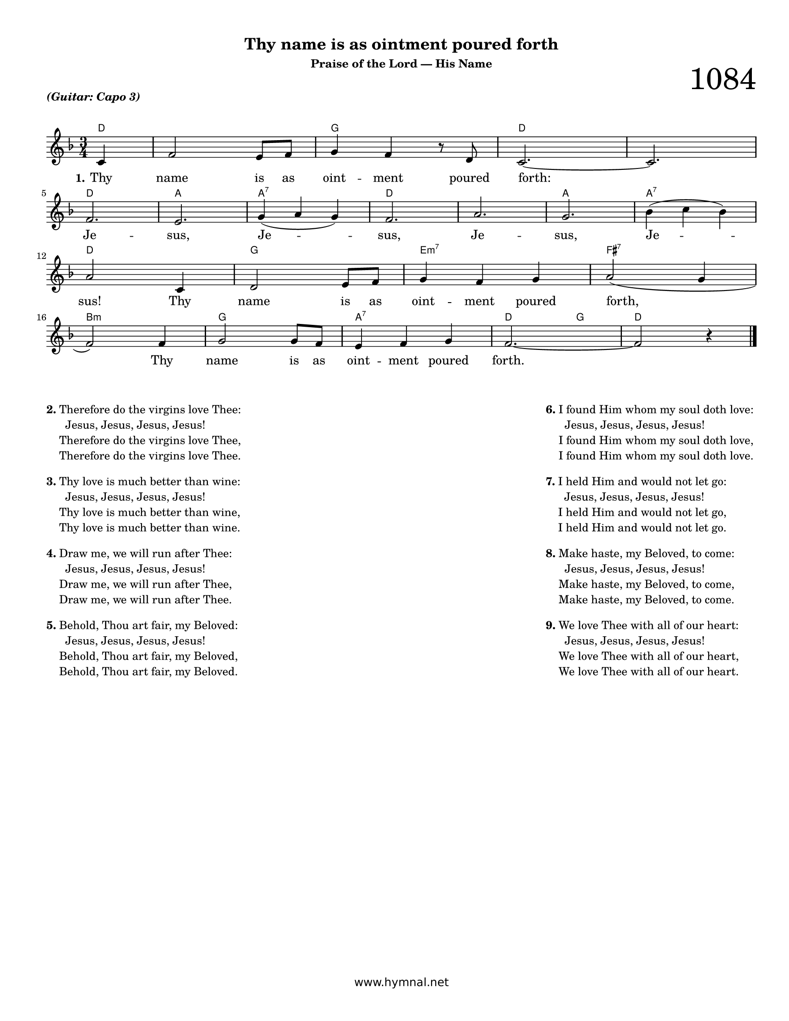 Thy name is as ointment poured forth
Praise of the Lord — His Name
1084
(Guitar: Capo 3)
D G D
1. Thy name is as oint - ment poured forth:
5 D A A7 D A A7
Je - sus, Je - sus, Je - sus, Je - -
12 D G Em7 F#7
sus! Thy name is as oint - ment poured forth,
16 Bm G A7 D G D
Thy name is as oint - ment poured forth.
2. Therefore do the virgins love Thee:
Jesus, Jesus, Jesus, Jesus!
Therefore do the virgins love Thee,
Therefore do the virgins love Thee.
3. Thy love is much better than wine:
Jesus, Jesus, Jesus, Jesus!
Thy love is much better than wine,
Thy love is much better than wine.
4. Draw me, we will run after Thee:
Jesus, Jesus, Jesus, Jesus!
Draw me, we will run after Thee,
Draw me, we will run after Thee.
5. Behold, Thou art fair, my Beloved:
Jesus, Jesus, Jesus, Jesus!
Behold, Thou art fair, my Beloved,
Behold, Thou art fair, my Beloved.
6. I found Him whom my soul doth love:
Jesus, Jesus, Jesus, Jesus!
I found Him whom my soul doth love,
I found Him whom my soul doth love.
7. I held Him and would not let go:
Jesus, Jesus, Jesus, Jesus!
I held Him and would not let go,
I held Him and would not let go.
8. Make haste, my Beloved, to come:
Jesus, Jesus, Jesus, Jesus!
Make haste, my Beloved, to come,
Make haste, my Beloved, to come.
9. We love Thee with all of our heart:
Jesus, Jesus, Jesus, Jesus!
We love Thee with all of our heart,
We love Thee with all of our heart.
www.hymnal.net